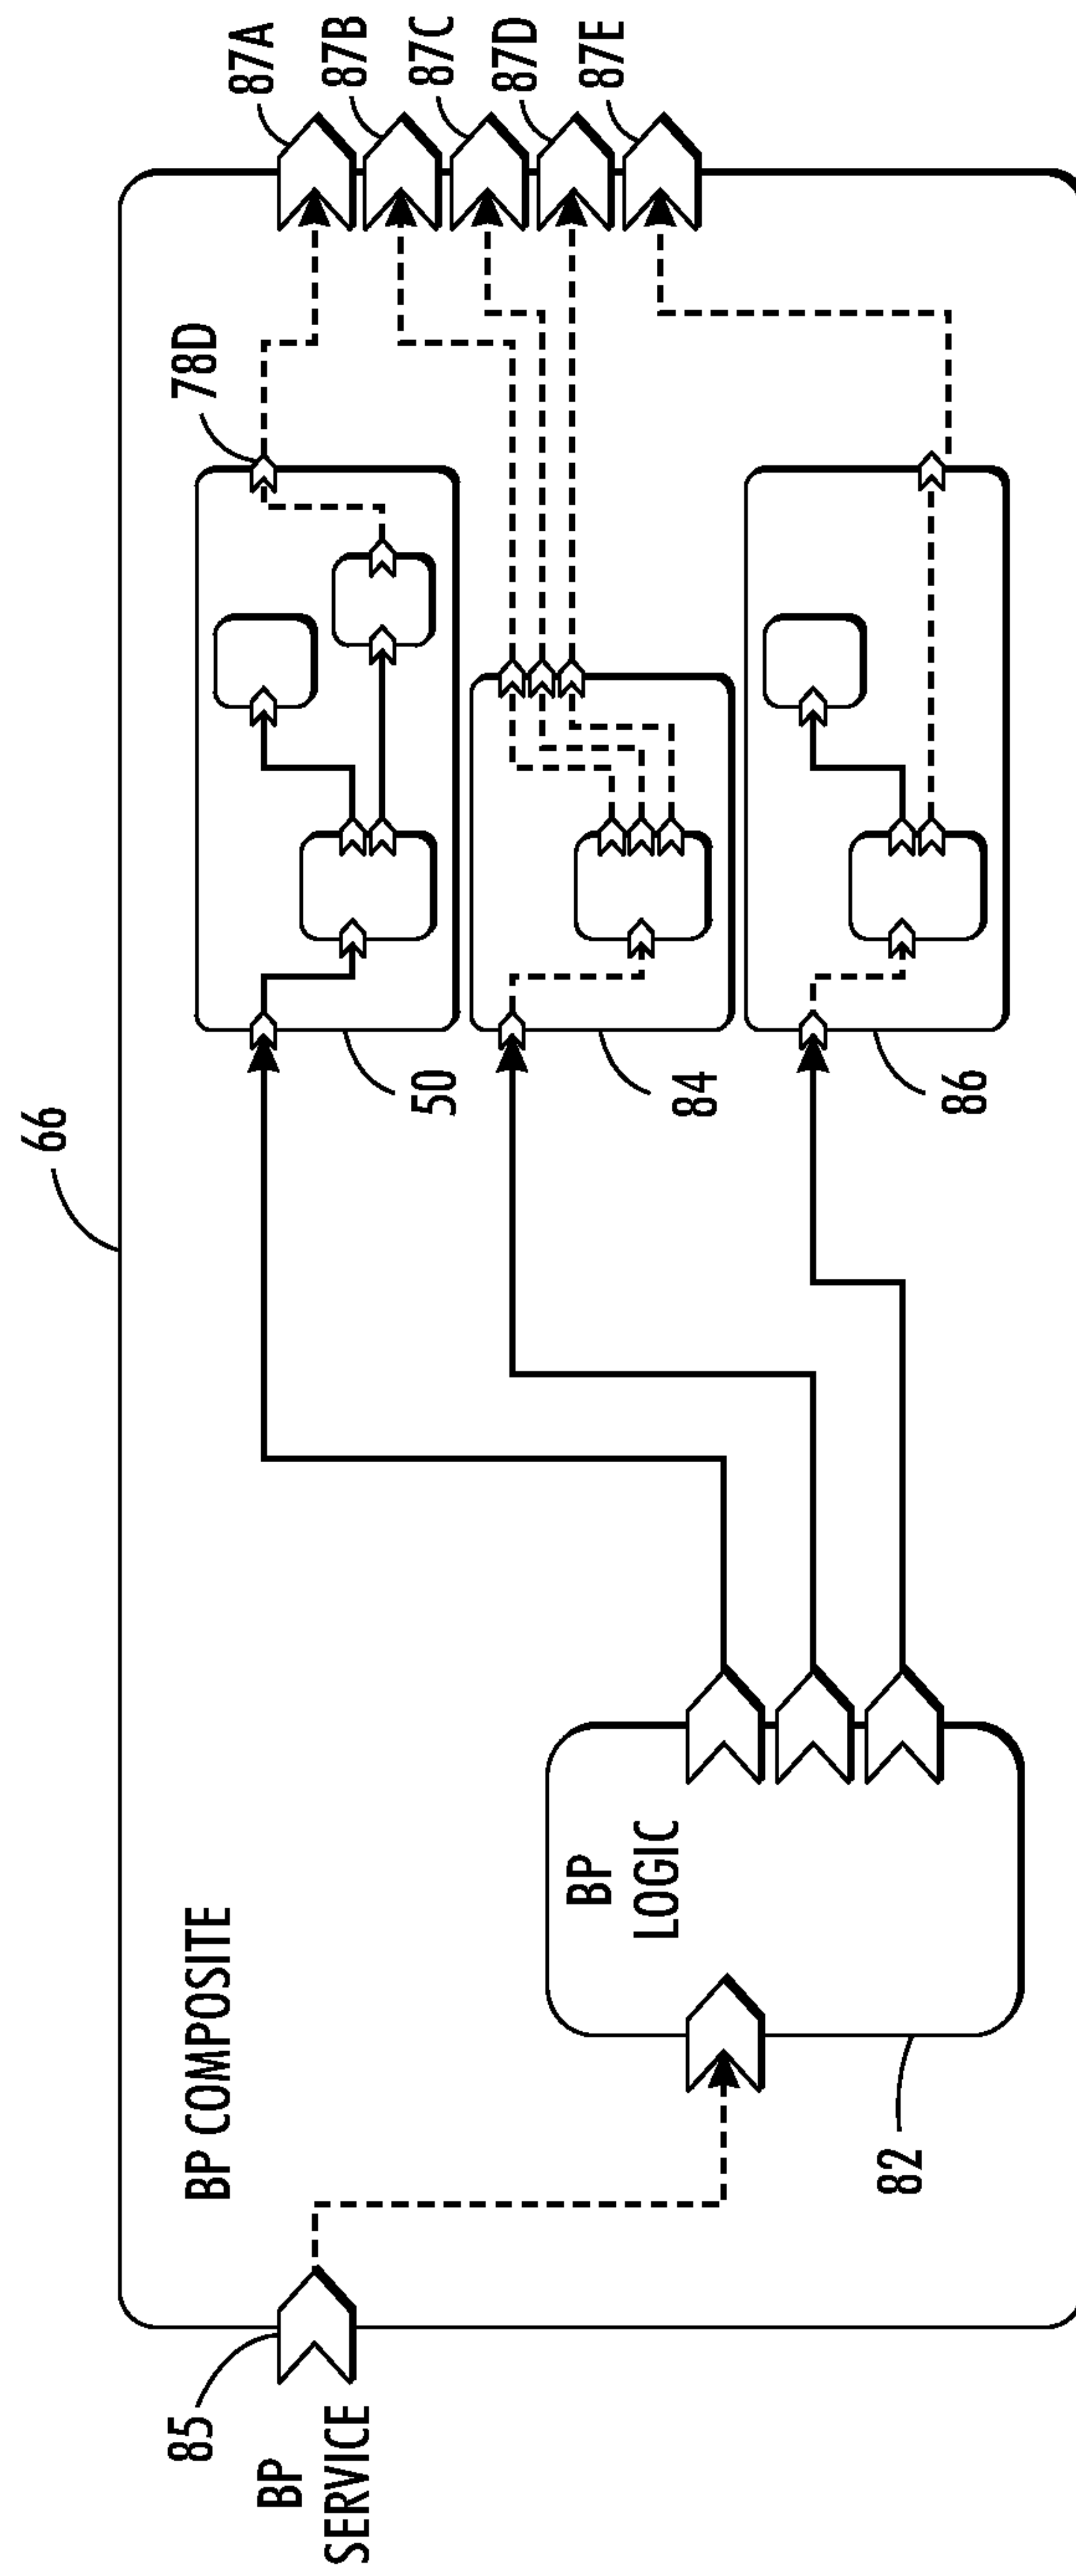 66
BP COMPOSITE
85
BP
SERVICE
BP
LOGIC
82
50
84
86
78D
87A
87B
87C
87D
87E